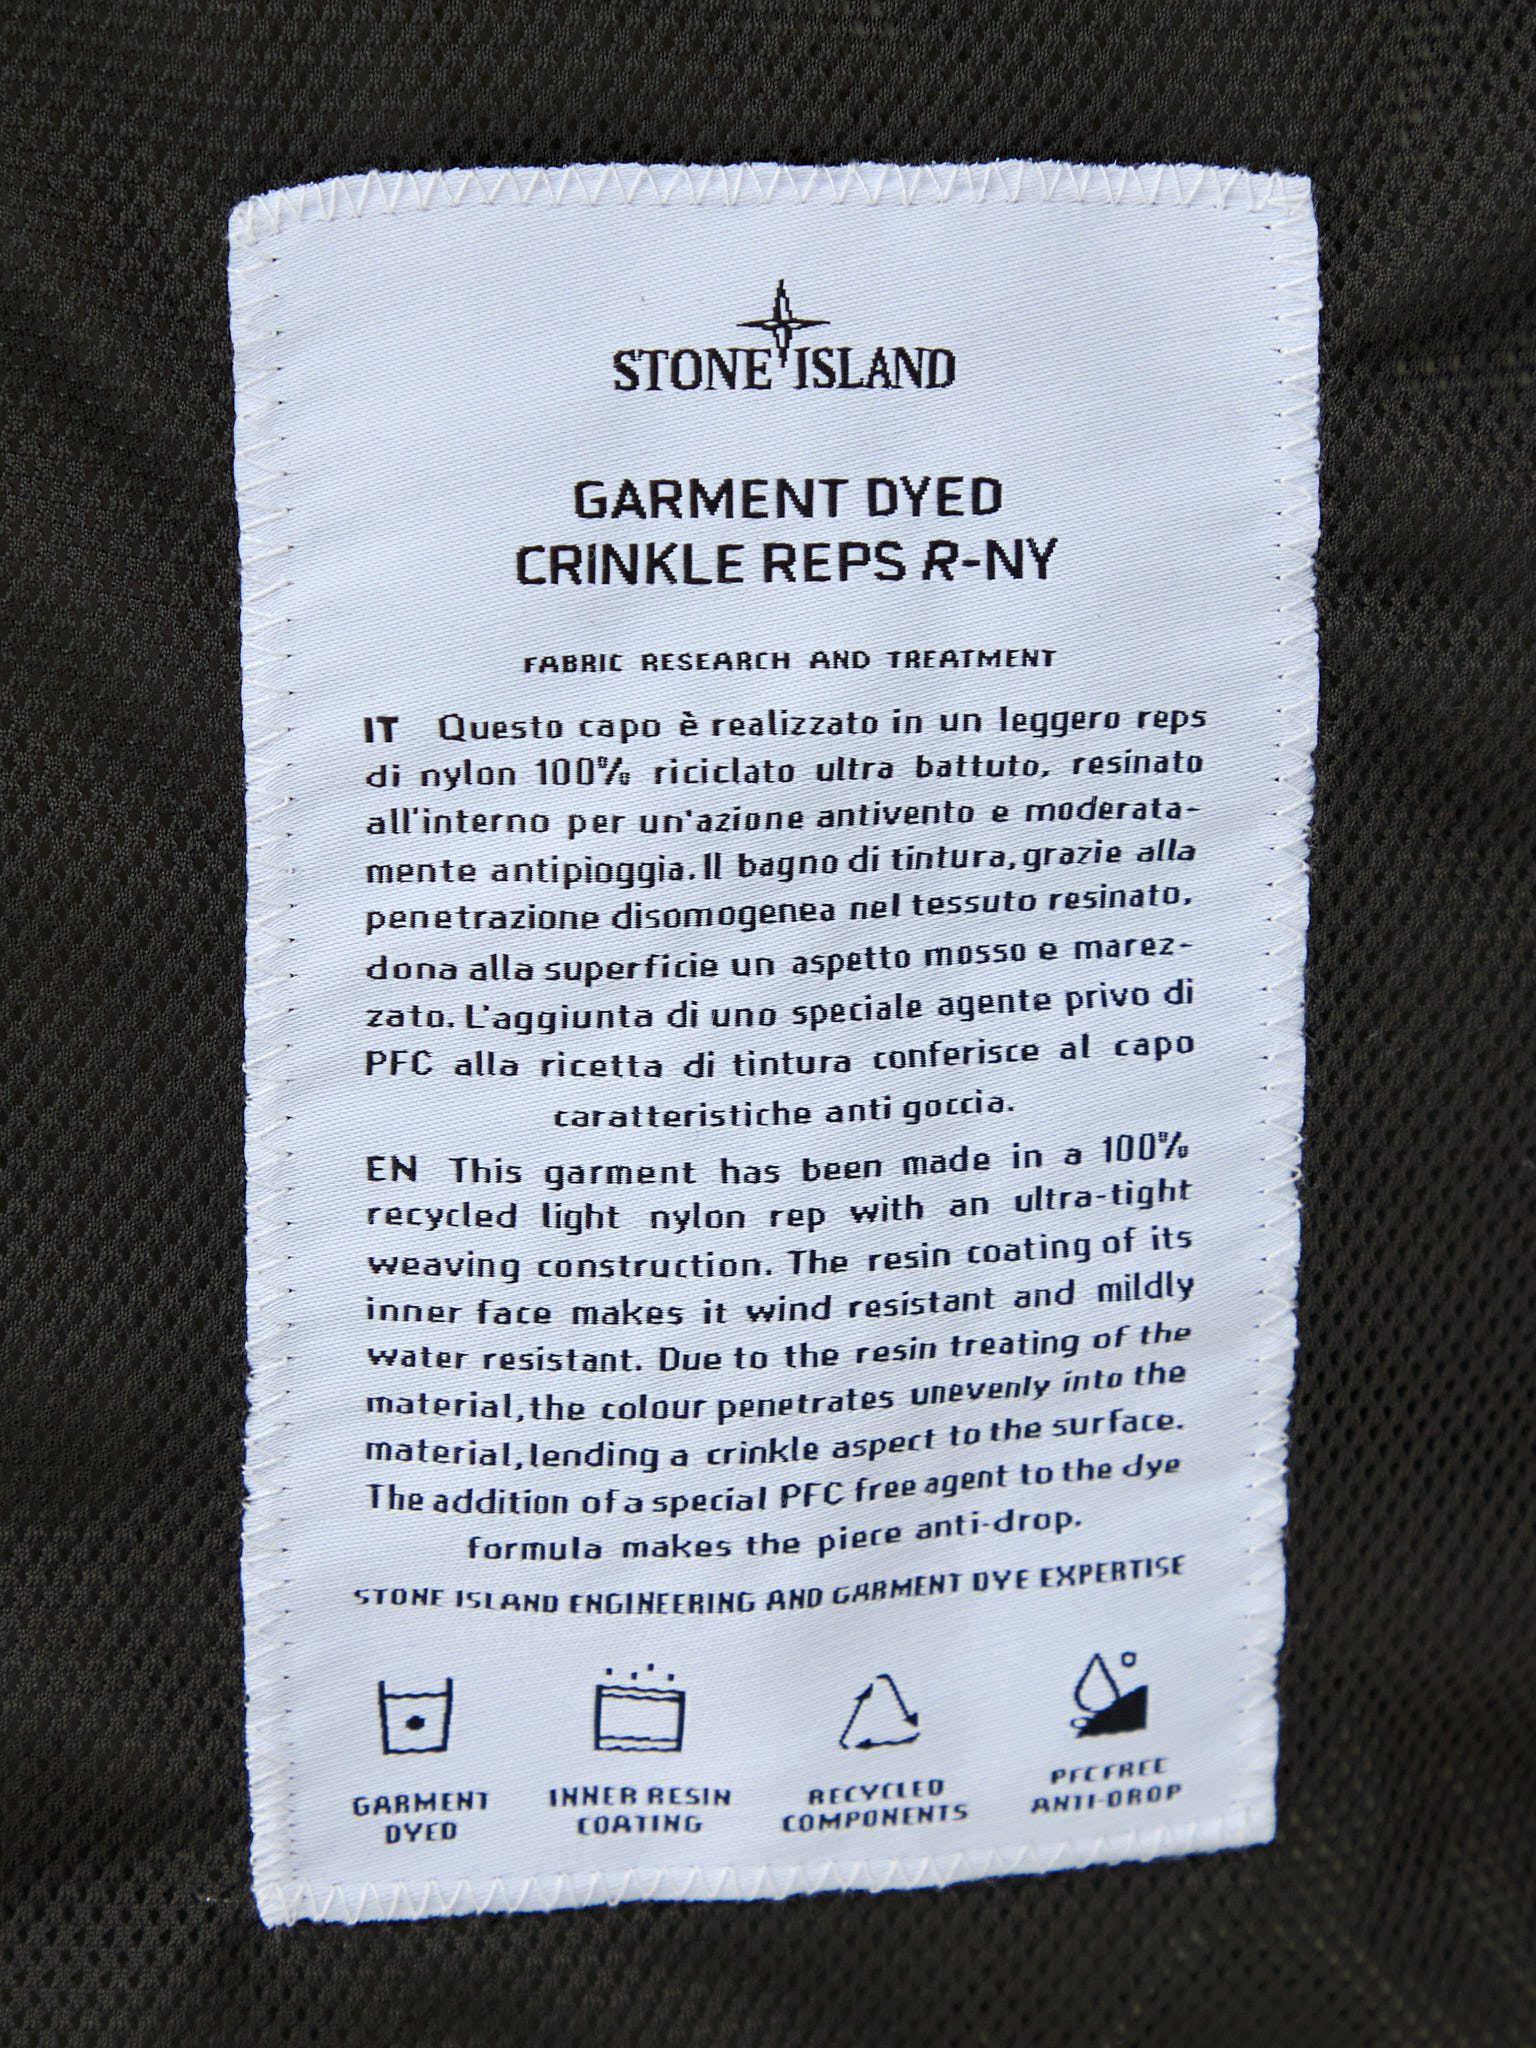 STONE ISLAND
GARMENT DYED
CRINKLE REPS R-NY
FABRIC RESEARCH AND TREATMENT
IT Questo capo è realizzato in un leggero reps
di nylon 100% riciclato ultra battuto, resinato
all'interno per un'azione antivento e moderata-
mente antipioggia. Il bagno di tintura, grazie alla
penetrazione disomogenea nel tessuto resinato,
dona alla superficie un aspetto mosso e marez-
zato. L'aggiunta di uno speciale agente privo di
PFC alla ricetta di tintura conferisce al capo
caratteristiche anti goccia.
EN This garment has been made in a 100%
recycled light nylon rep with an ultra-tight
weaving construction. The resin coating of its
inner face makes it wind resistant and mildly
water resistant. Due to the resin treating of the
material, the colour penetrates unevenly into the
material, lending a crinkle aspect to the surface.
The addition of a special PFC free agent to the dye
formula makes the piece anti-drop.
STONE ISLAND ENGINEERING AND GARMENT DYE EXPERTISE
GARMENT
DYED
INNER RESIN
COATING
RECYCLED
COMPONENTS
PFC FREE
ANTI-DROP